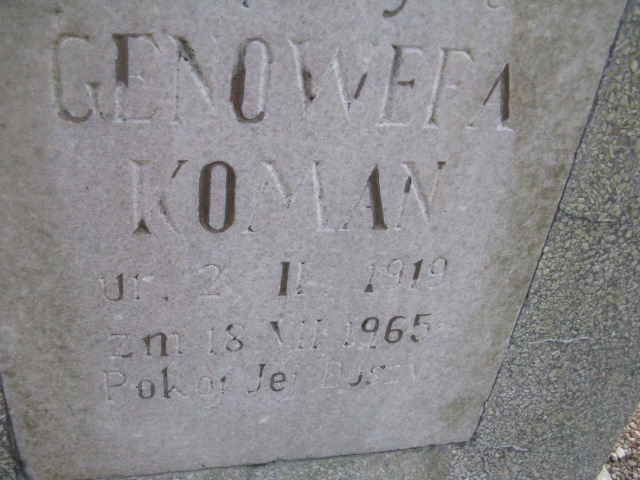 GENOWEFA
KOMAN
ur. 2. II. 1919
zm 18 VII 1965
Pokój Jej Duszy